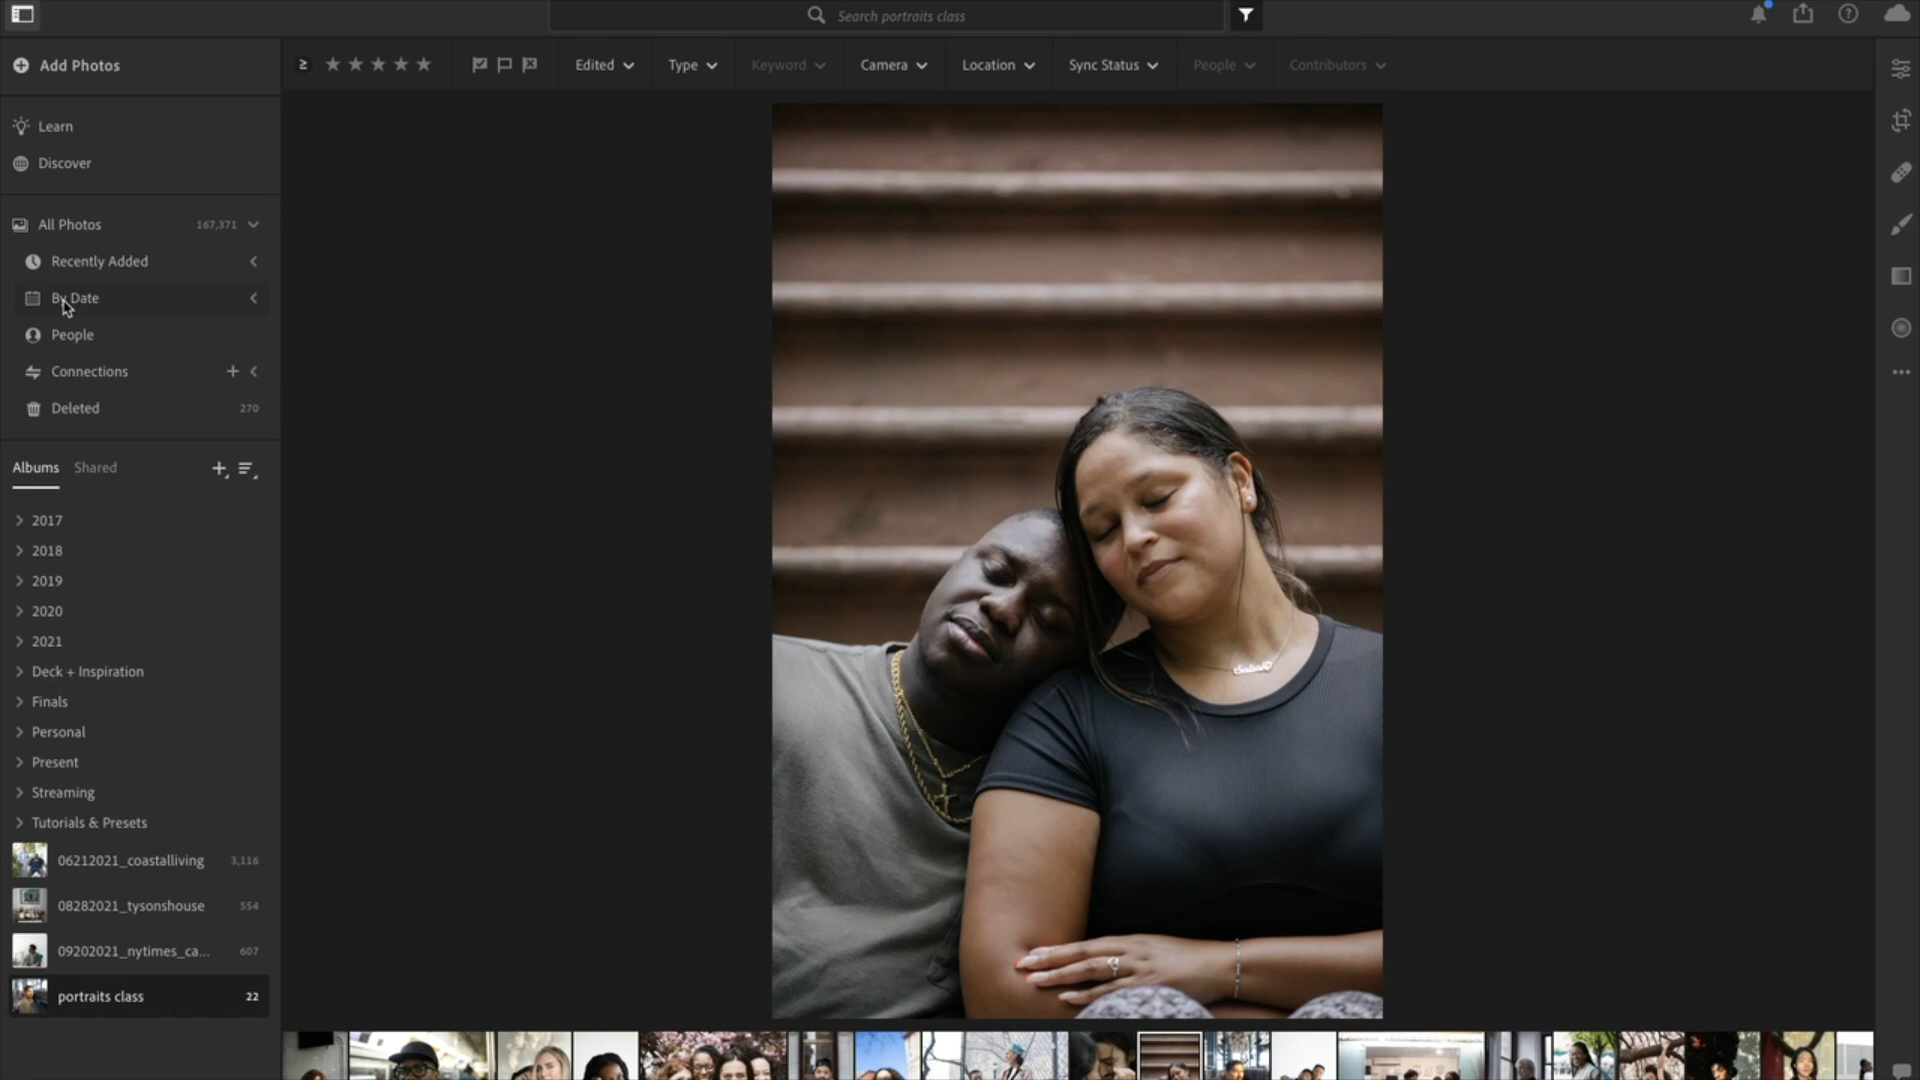 Search portraits class
Add Photos
≥
Edited
Type
Keyword
Camera
Location
Sync Status
People
Contributors
Learn
Discover
All Photos 167,371
Recently Added
By Date
People
Connections
Deleted 270
Albums Shared
2017
2018
2019
2020
2021
Deck + Inspiration
Finals
Personal
Present
Streaming
Tutorials & Presets
06212021_coastalliving 3,116
08282021_tysonshouse 554
09202021_nytimes_ca... 607
portraits class 22